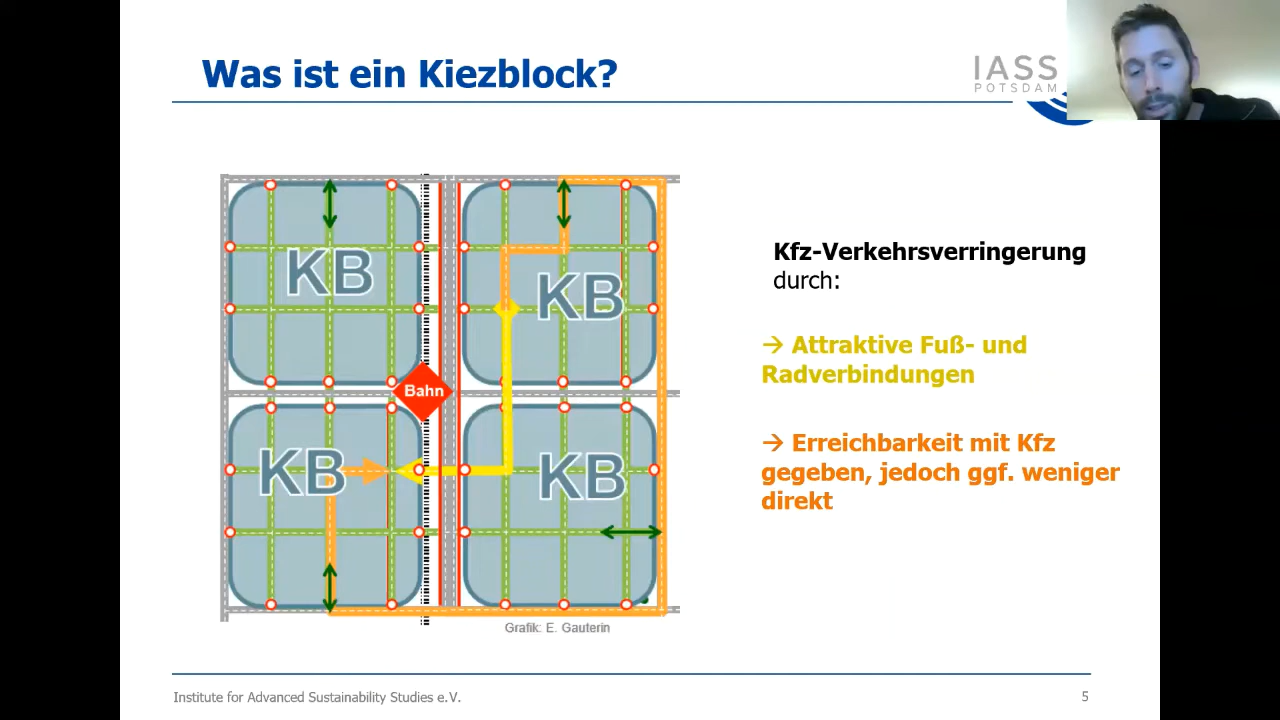 Was ist ein Kiezblock?
IASS
POTSDAM
KB
KB
Bahn
KB
KB
Grafik: E. Gauterin
Kfz-Verkehrsverringerung
durch:
→ Attraktive Fuß- und
Radverbindungen
→ Erreichbarkeit mit Kfz
gegeben, jedoch ggf. weniger
direkt
Institute for Advanced Sustainability Studies e.V.
5